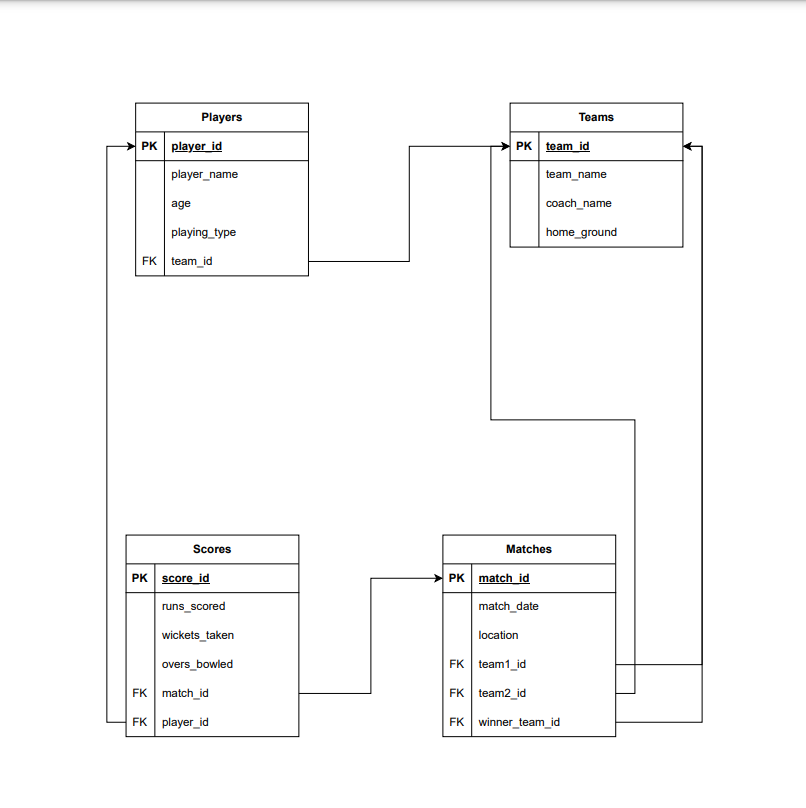 Players
PK player_id
player_name
age
playing_type
FK team_id
Teams
PK team_id
team_name
coach_name
home_ground
Scores
PK score_id
runs_scored
wickets_taken
overs_bowled
FK match_id
FK player_id
Matches
PK match_id
match_date
location
FK team1_id
FK team2_id
FK winner_team_id